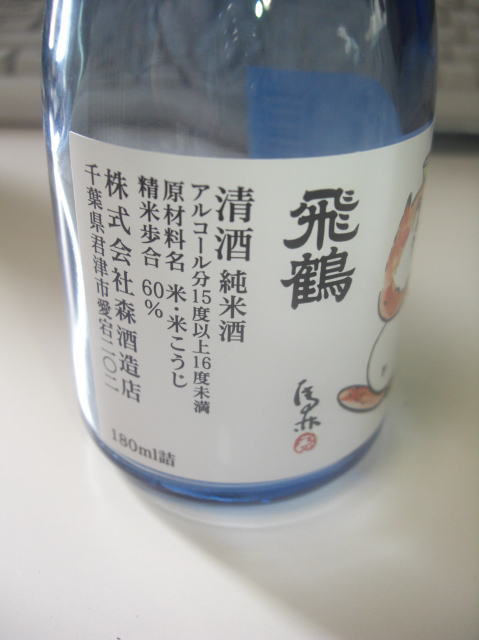 飛鶴
清酒 純米酒
アルコール分15度以上16度未満
原材料名 米・米こうじ
精米歩合 60%
株式会社森酒造店
千葉県君津市愛宕二〇二
180ml詰